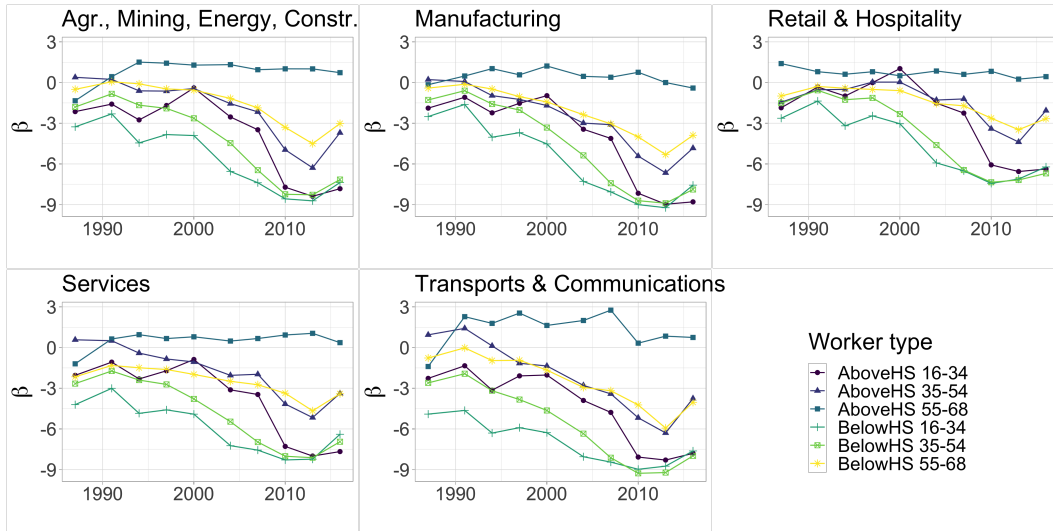 Agr., Mining, Energy, Constr.
Manufacturing
Retail & Hospitality
3
0
-3
-6
-9
β
1990
2000
2010
3
0
-3
-6
-9
β
1990
2000
2010
3
0
-3
-6
-9
β
1990
2000
2010
Services
Transports & Communications
3
0
-3
-6
-9
β
1990
2000
2010
3
0
-3
-6
-9
β
1990
2000
2010
Worker type
AboveHS 16-34
AboveHS 35-54
AboveHS 55-68
BelowHS 16-34
BelowHS 35-54
BelowHS 55-68